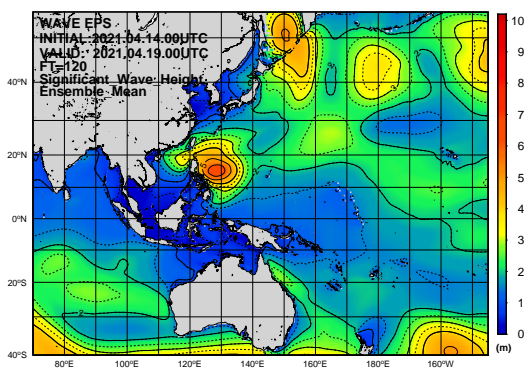 WAVE EPS
INITIAL:2021.04.14.00UTC
VALID: 2021.04.19.00UTC
FT=120
Significant Wave Height
Ensemble Mean
40°N
20°N
0°N
20°S
40°S
80°E 100°E 120°E 140°E 160°E 180°E 160°W
10
9
8
7
6
5
4
3
2
1
0
(m)